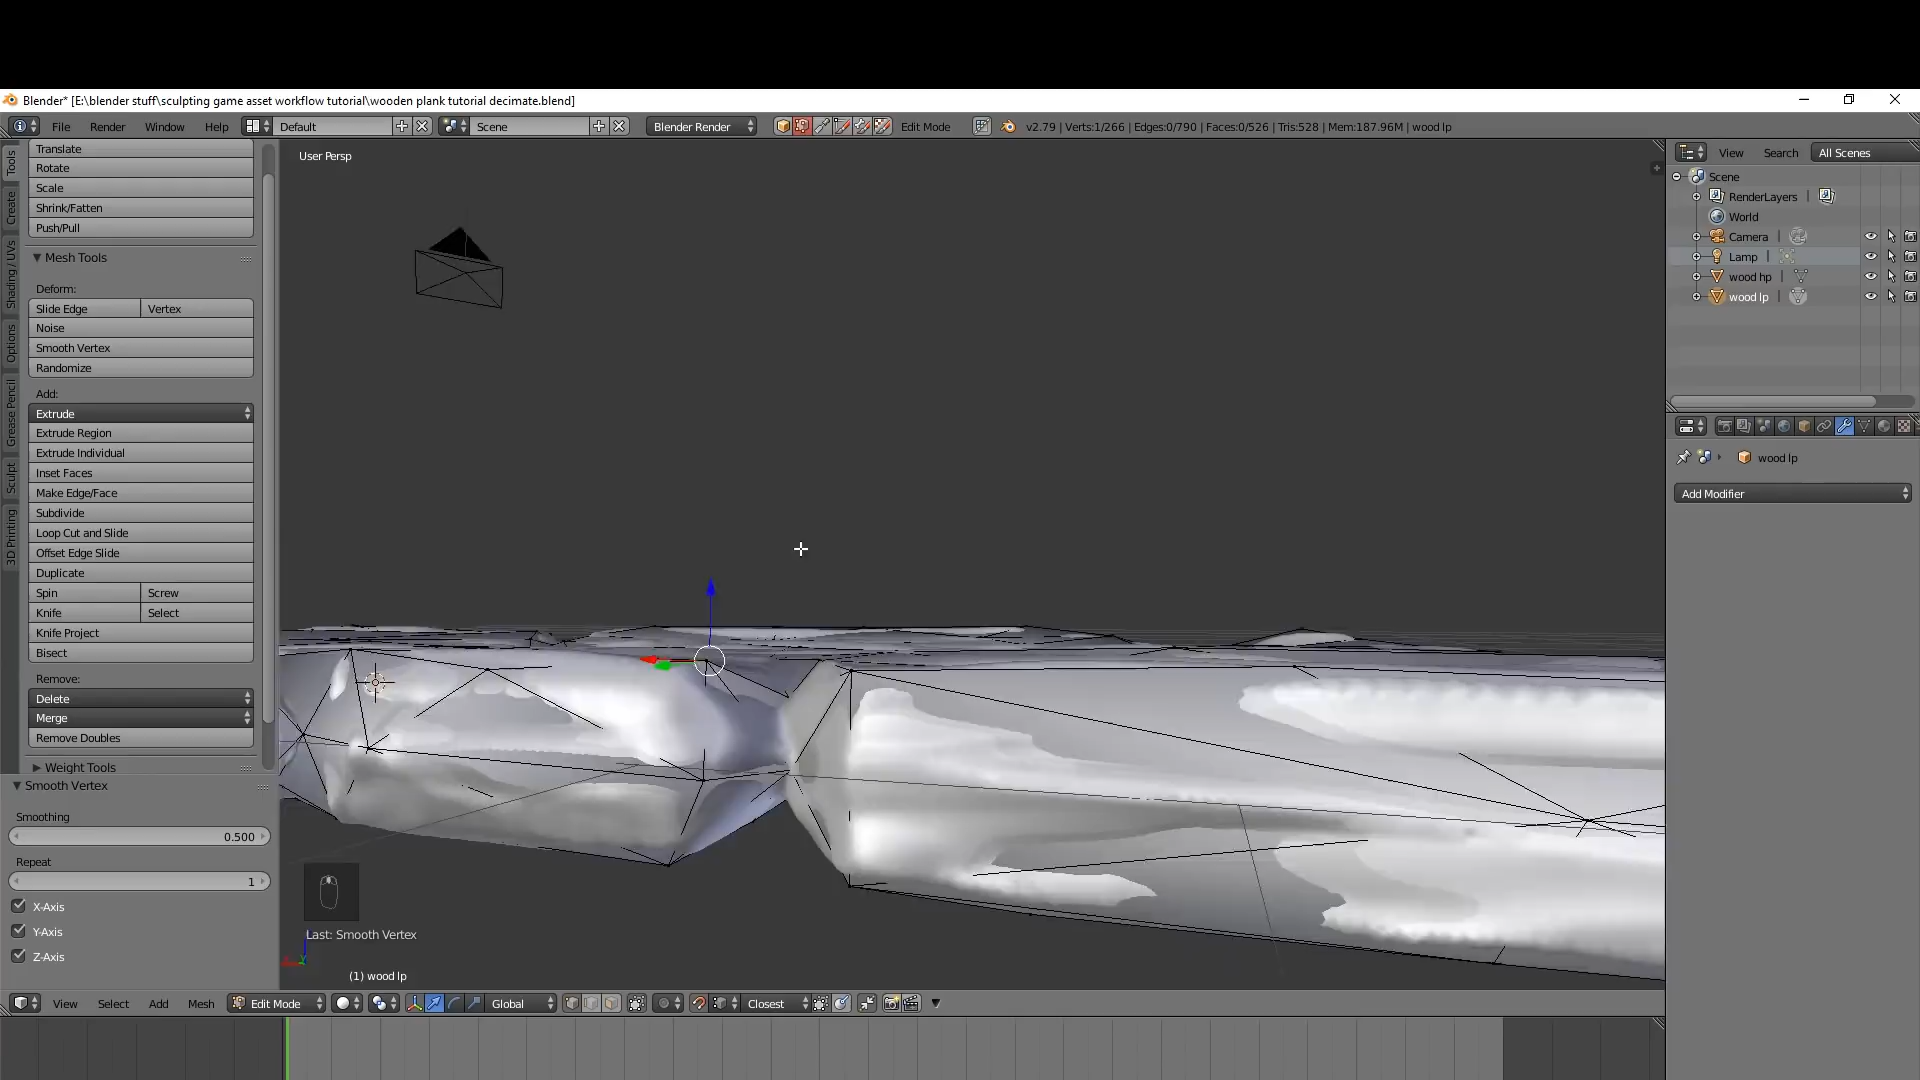 Blender* [E:\blender stuff\sculpting game asset workflow tutorial\wooden plank tutorial decimate.blend]
File Render Window Help Default Scene Blender Render Edit Mode v2.79 | Verts:1/266 | Edges:0/790 | Faces:0/526 | Tris:528 | Mem:187.96M | wood lp
Tools
Create
Shading / UVs
Options
Grease Pencil
Sculpt
3D Printing
Translate
Rotate
Scale
Shrink/Fatten
Push/Pull
Mesh Tools
Deform:
Slide Edge Vertex
Noise
Smooth Vertex
Randomize
Add:
Extrude
Extrude Region
Extrude Individual
Inset Faces
Make Edge/Face
Subdivide
Loop Cut and Slide
Offset Edge Slide
Duplicate
Spin Screw
Knife Select
Knife Project
Bisect
Remove:
Delete
Merge
Remove Doubles
Weight Tools
Smooth Vertex
Smoothing
0.500
Repeat
1
X-Axis
Y-Axis
Z-Axis
User Persp
Last: Smooth Vertex
(1) wood lp
View Select Add Mesh Edit Mode Global Closest
View Search All Scenes
Scene
RenderLayers
World
Camera
Lamp
wood hp
wood lp
wood lp
Add Modifier